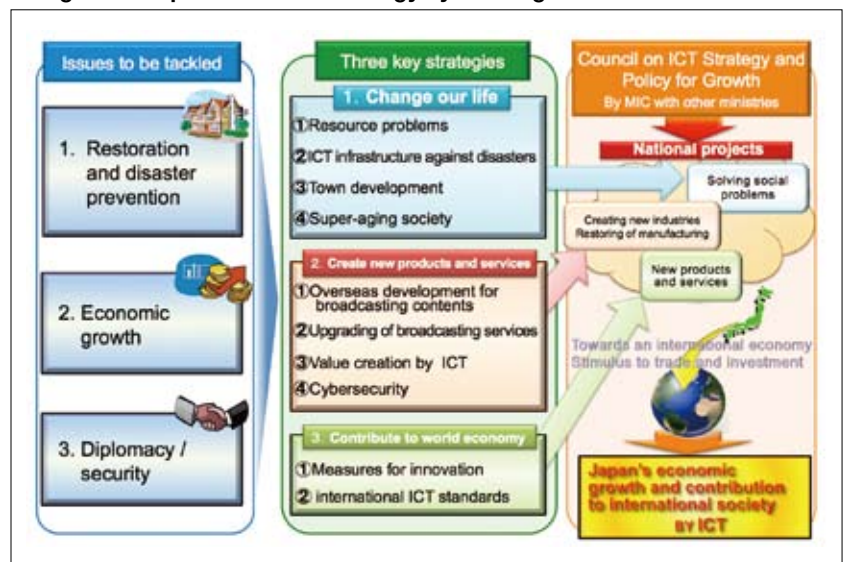 Issues to be tackled
1. Restoration
and disaster
prevention
2. Economic
growth
3. Diplomacy /
security
Three key strategies
1. Change our life
①Resource problems
②ICT infrastructure against disasters
③Town development
④Super-aging society
2. Create new products and services
①Overseas development for
broadcasting contents
②Upgrading of broadcasting services
③Value creation by ICT
④Cybersecurity
3. Contribute to world economy
①Measures for innovation
② international ICT standards
Council on ICT Strategy and
Policy for Growth
By MIC with other ministries
National projects
Solving social
problems
Creating new industries
Restoring of manufacturing
New products
and services
Towards an international economy
Stimulus to trade and investment
Japan's economic
growth and contribution
to international society
BY ICT